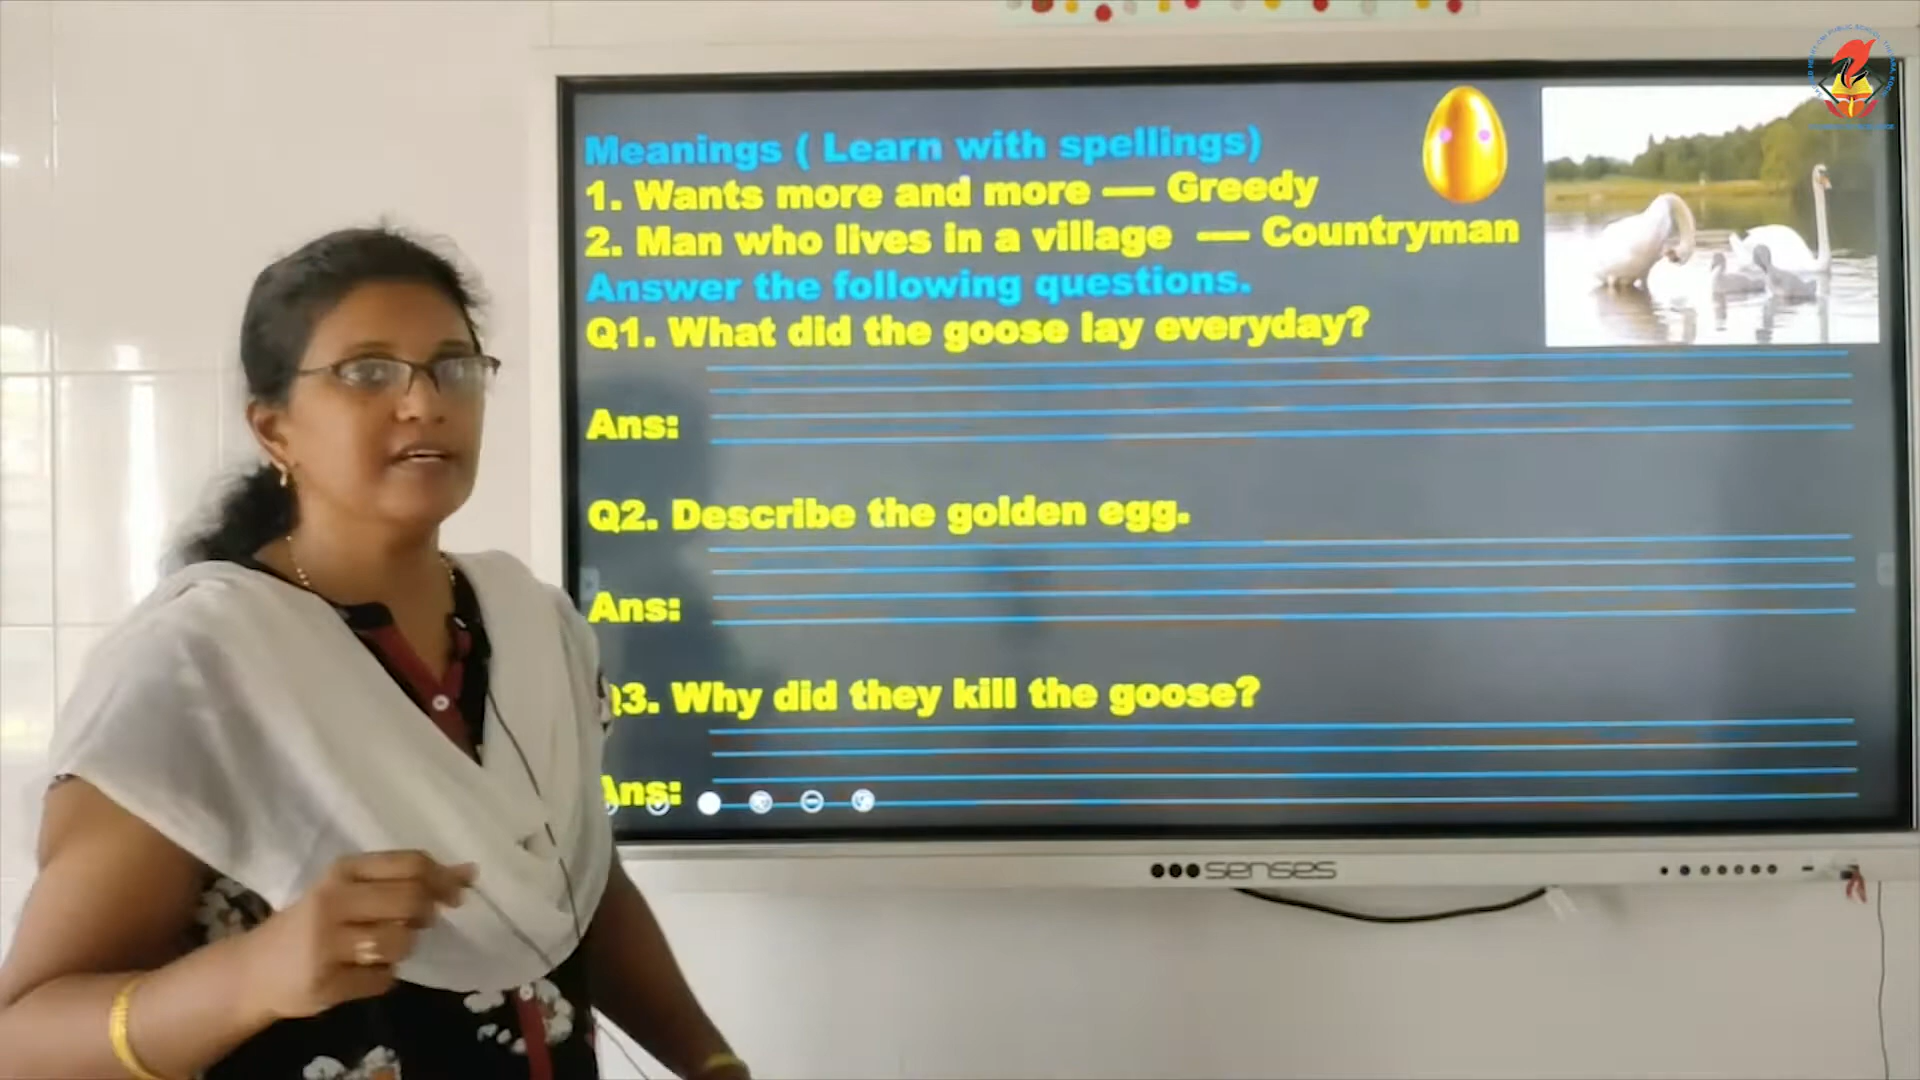 Meanings ( Learn with spellings)
1. Wants more and more — Greedy
2. Man who lives in a village — Countryman
Answer the following questions.
Q1. What did the goose lay everyday?
Ans:
Q2. Describe the golden egg.
Ans:
Q3. Why did they kill the goose?
Ans:
senses